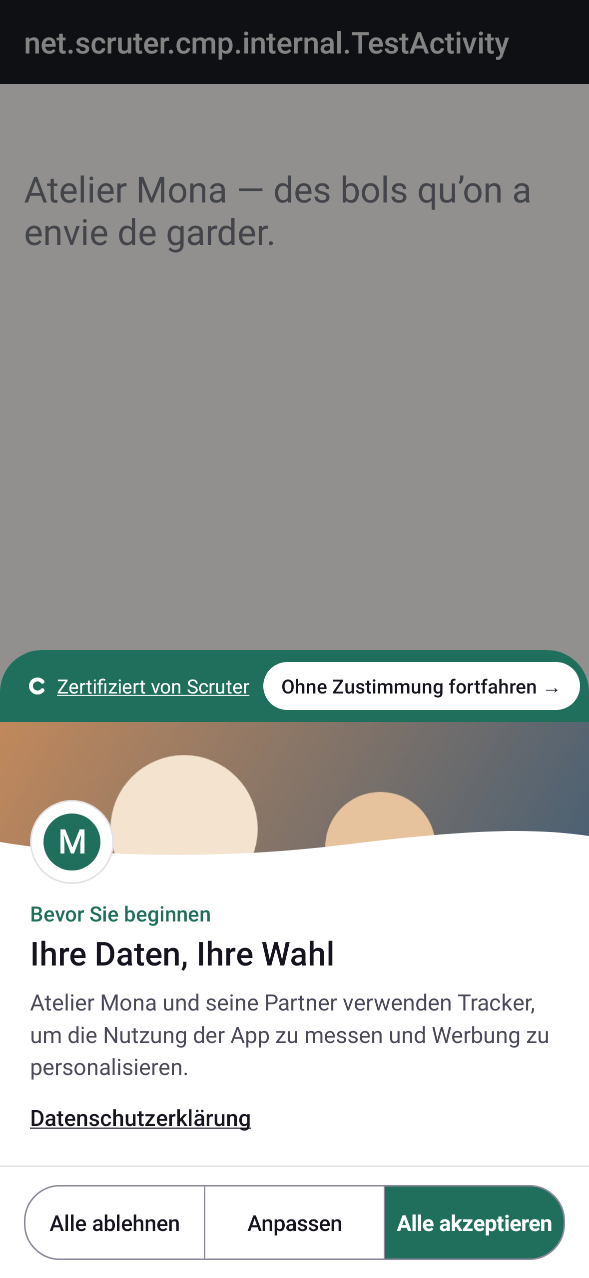 net.scruter.cmp.internal.TestActivity
Atelier Mona — des bols qu’on a
envie de garder.
Zertifiziert von Scruter
Ohne Zustimmung fortfahren →
M
Bevor Sie beginnen
Ihre Daten, Ihre Wahl
Atelier Mona und seine Partner verwenden Tracker,
um die Nutzung der App zu messen und Werbung zu
personalisieren.
Datenschutzerklärung
Alle ablehnen
Anpassen
Alle akzeptieren